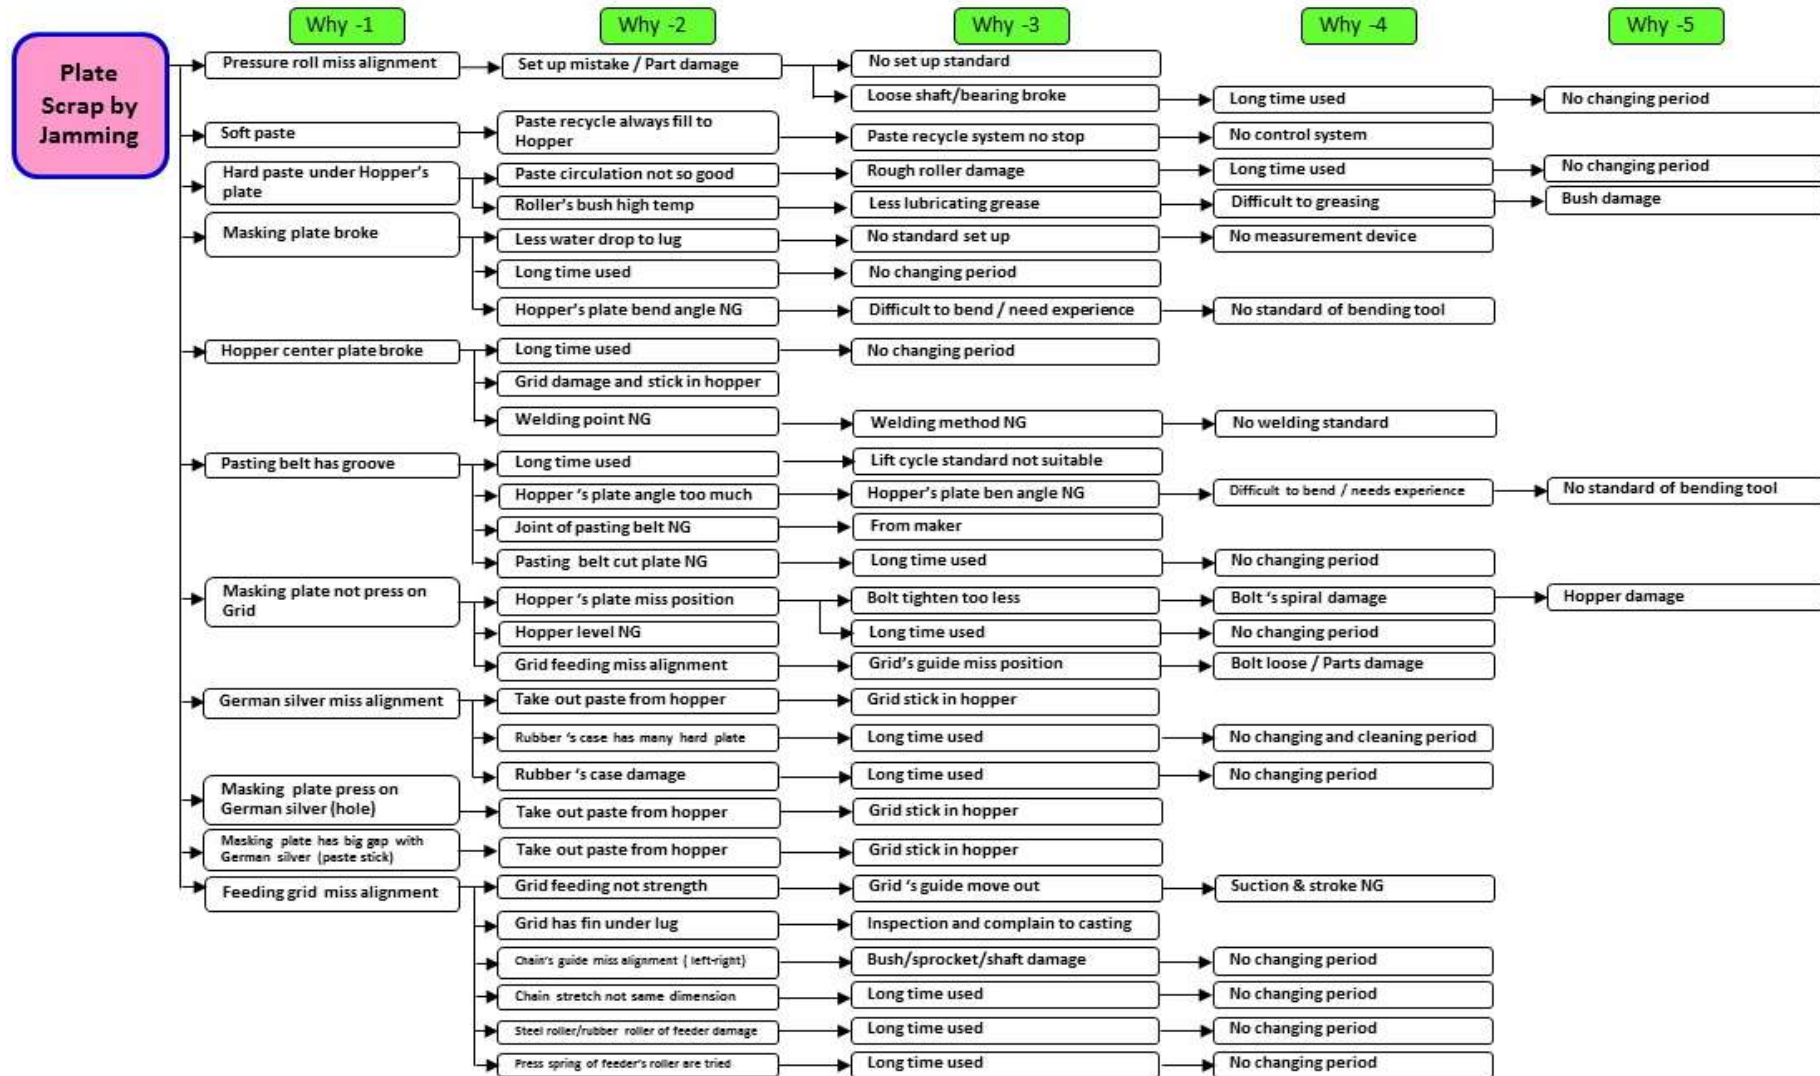 Why -1
Why -2
Why -3
Why -4
Why -5
Plate
Scrap by
Jamming
Pressure roll miss alignment
Set up mistake / Part damage
No set up standard
Loose shaft/bearing broke
Long time used
No changing period
Soft paste
Paste recycle always fill to
Hopper
Paste recycle system no stop
No control system
Hard paste under Hopper's
plate
Paste circulation not so good
Rough roller damage
Long time used
No changing period
Roller's bush high temp
Less lubricating grease
Difficult to greasing
Bush damage
Masking plate broke
Less water drop to lug
No standard set up
No measurement device
Long time used
No changing period
Hopper's plate bend angle NG
Difficult to bend / need experience
No standard of bending tool
Hopper center plate broke
Long time used
No changing period
Grid damage and stick in hopper
Welding point NG
Welding method NG
No welding standard
Pasting belt has groove
Long time used
Lift cycle standard not suitable
Hopper 's plate angle too much
Hopper's plate ben angle NG
Difficult to bend / needs experience
No standard of bending tool
Joint of pasting belt NG
From maker
Pasting belt cut plate NG
Long time used
No changing period
Masking plate not press on
Grid
Hopper 's plate miss position
Bolt tighten too less
Bolt 's spiral damage
Hopper damage
Hopper level NG
Long time used
No changing period
Grid feeding miss alignment
Grid's guide miss position
Bolt loose / Parts damage
German silver miss alignment
Take out paste from hopper
Grid stick in hopper
Rubber 's case has many hard plate
Long time used
No changing and cleaning period
Rubber 's case damage
Long time used
No changing period
Masking plate press on
German silver (hole)
Take out paste from hopper
Grid stick in hopper
Masking plate has big gap with
German silver (paste stick)
Take out paste from hopper
Grid stick in hopper
Feeding grid miss alignment
Grid feeding not strength
Grid 's guide move out
Suction & stroke NG
Grid has fin under lug
Inspection and complain to casting
Chain's guide miss alignment ( left-right)
Bush/sprocket/shaft damage
No changing period
Chain stretch not same dimension
Long time used
No changing period
Steel roller/rubber roller of feeder damage
Long time used
No changing period
Press spring of feeder's roller are tried
Long time used
No changing period